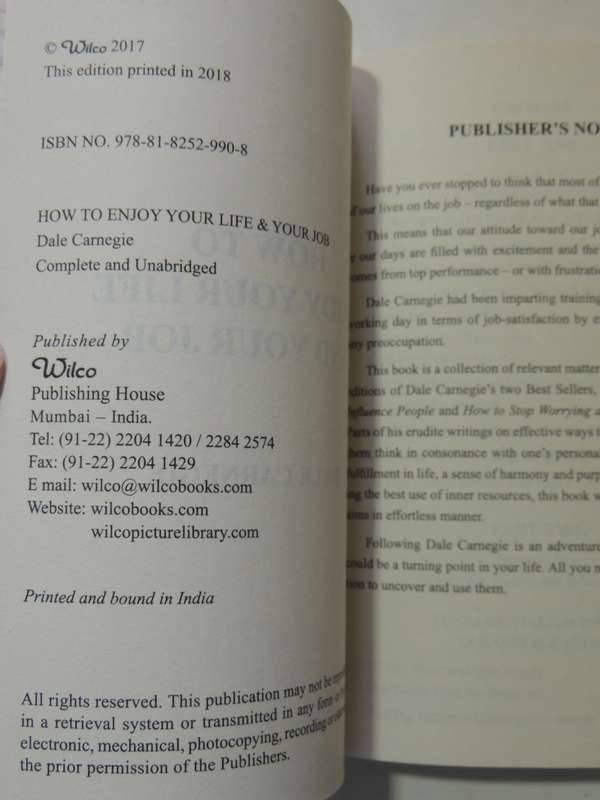 © Wilco 2017
This edition printed in 2018
ISBN NO. 978-81-8252-990-8
HOW TO ENJOY YOUR LIFE & YOUR JOB
Dale Carnegie
Complete and Unabridged
Published by
Wilco
Publishing House
Mumbai – India.
Tel: (91-22) 2204 1420 / 2284 2574
Fax: (91-22) 2204 1429
E mail: wilco@wilcobooks.com
Website: wilcobooks.com
wilcopicturelibrary.com
Printed and bound in India
All rights reserved. This publication may not be
in a retrieval system or transmitted in any form or
electronic, mechanical, photocopying, recording or
the prior permission of the Publishers.
PUBLISHER'S NO
Have you ever stopped to think that most of
of our lives on the job – regardless of what that
This means that our attitude toward our
our days are filled with excitement and the
from top performance – or with frustratio
Dale Carnegie had been imparting training
working day in terms of job-satisfaction by
any preoccupation.
This book is a collection of relevant matter
editions of Dale Carnegie's two Best Sellers,
Influence People and How to Stop Worrying a
Parts of his erudite writings on effective ways t
them think in consonance with one's personal
fulfillment in life, a sense of harmony and purp
ing the best use of inner resources, this book w
aims in effortless manner.
Following Dale Carnegie is an adventure
could be a turning point in your life. All you n
tion to uncover and use them.